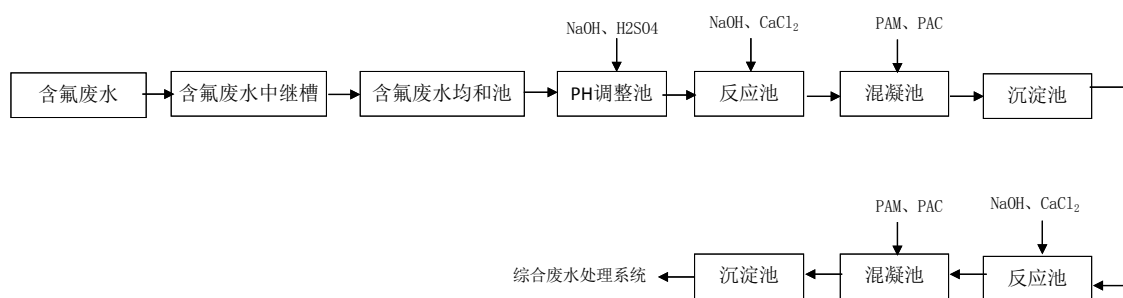 NaOH、H2SO4
NaOH、CaCl₂
PAM、PAC
含氟废水
含氟废水中继槽
含氟废水均和池
PH调整池
反应池
混凝池
沉淀池
PAM、PAC
NaOH、CaCl₂
综合废水处理系统
沉淀池
混凝池
反应池